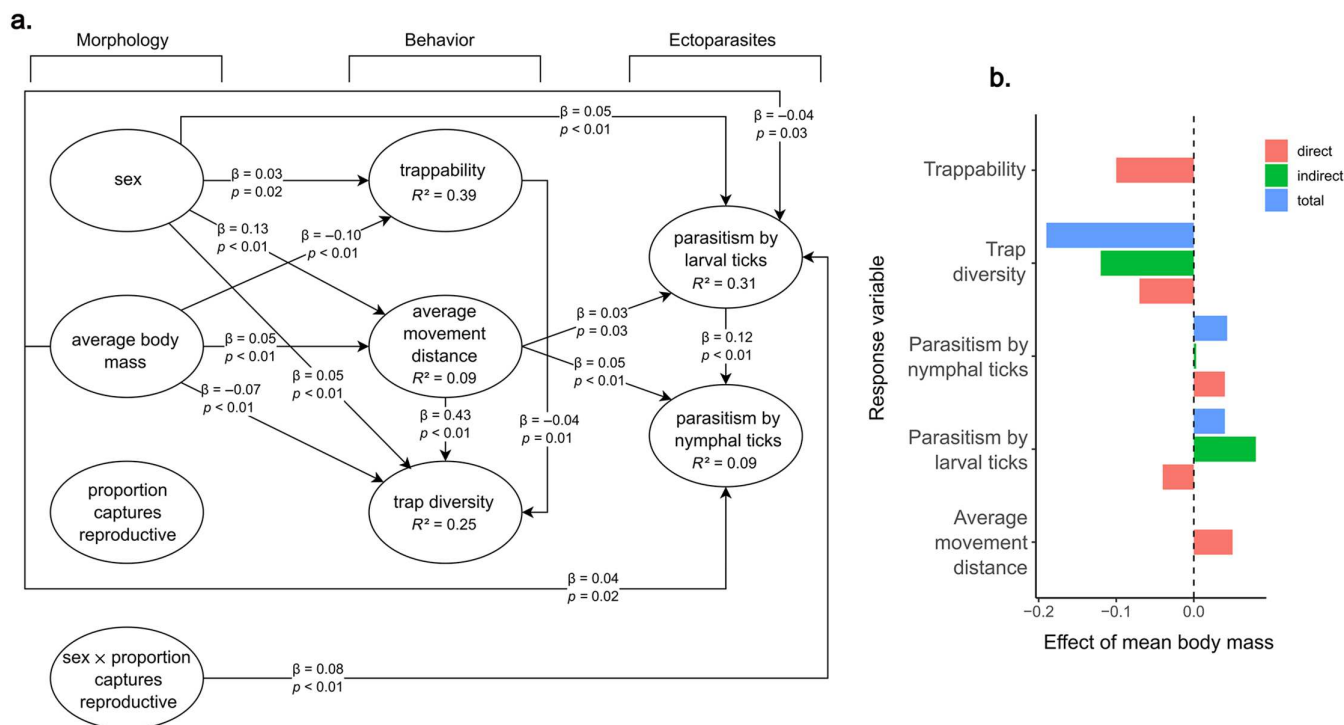 a.
Morphology
Behavior
Ectoparasites
β = 0.05
p < 0.01
β = −0.04
p = 0.03
sex
β = 0.03
p = 0.02
trappability
R² = 0.39
β = 0.13
p < 0.01
β = −0.10
p < 0.01
parasitism by
larval ticks
R² = 0.31
average body
mass
β = 0.05
p < 0.01
average
movement
distance
R² = 0.09
β = 0.03
p = 0.03
β = 0.12
p < 0.01
β = −0.07
p < 0.01
β = 0.05
p < 0.01
β = 0.05
p < 0.01
β = 0.43
p < 0.01
β = −0.04
p = 0.01
parasitism by
nymphal ticks
R² = 0.09
proportion
captures
reproductive
trap diversity
R² = 0.25
β = 0.04
p = 0.02
sex × proportion
captures
reproductive
β = 0.08
p < 0.01
b.
direct
indirect
total
Response variable
Trappability
Trap
diversity
Parasitism by
nymphal ticks
Parasitism by
larval ticks
Average
movement
distance
−0.2
−0.1
0.0
Effect of mean body mass